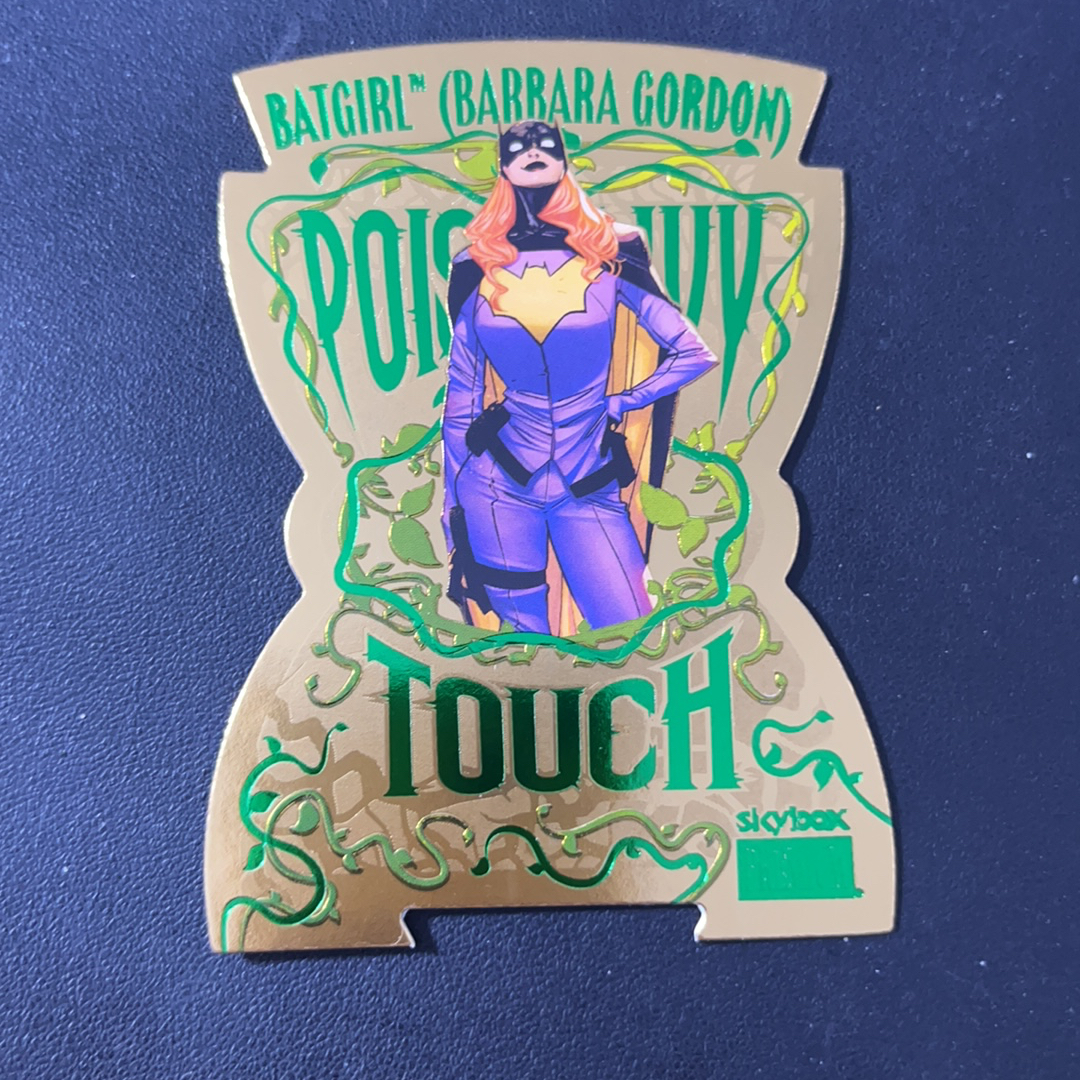 BATGIRL™ (BARBARA GORDON)
POIS IVY
TOUCH
skybox